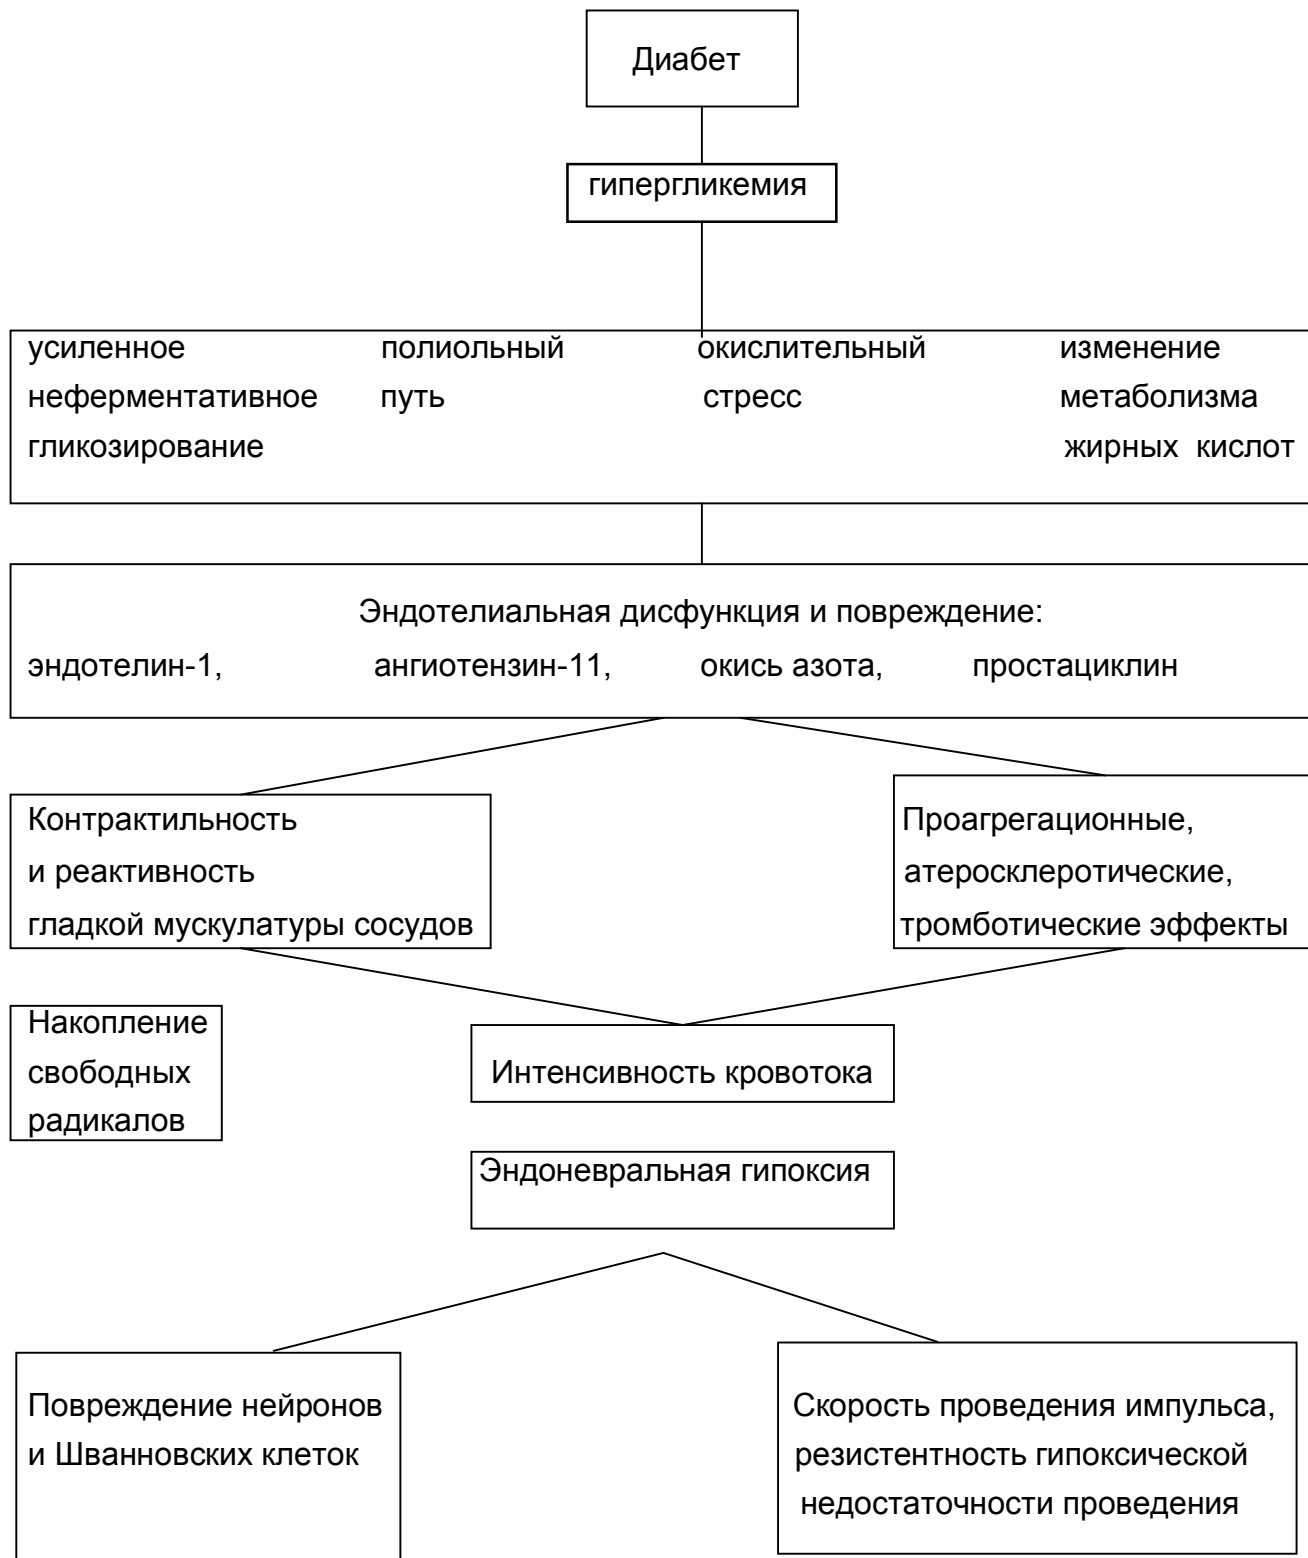 Диабет
гипергликемия
усиленное полиольный окислительный изменение
неферментативное путь стресс метаболизма
гликозирование жирных кислот
Эндотелиальная дисфункция и повреждение:
эндотелин-1, ангиотензин-11, окись азота, простациклин
Контрактильность
и реактивность
гладкой мускулатуры сосудов
Проагрегационные,
атеросклеротические,
тромботические эффекты
Накопление
свободных
радикалов
Интенсивность кровотока
Эндоневральная гипоксия
Повреждение нейронов
и Шванновских клеток
Скорость проведения импульса,
резистентность гипоксической
недостаточности проведения